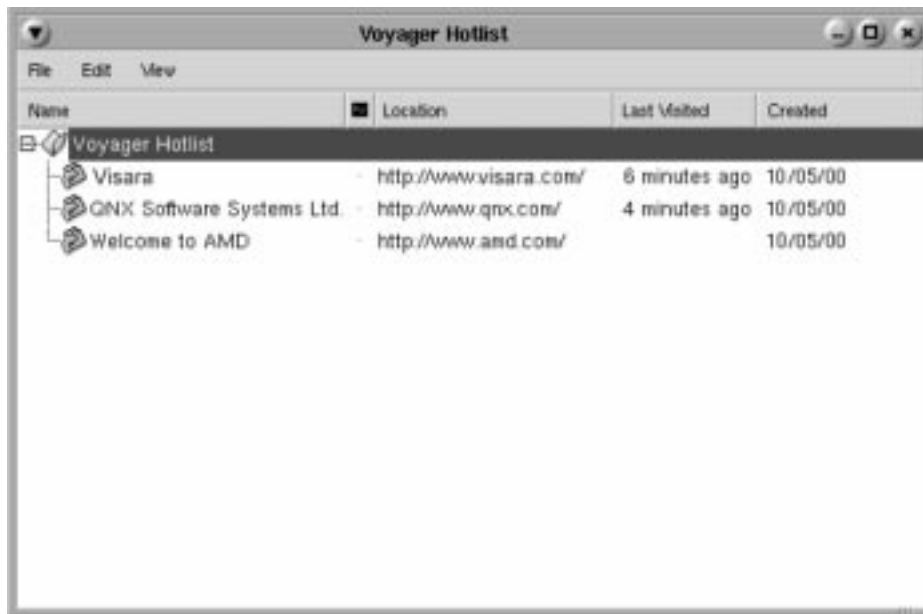 Voyager Hotlist
File Edit View
Name Location Last Visited Created
Voyager Hotlist
Visara - http://www.visara.com/ 6 minutes ago 10/05/00
QNX Software Systems Ltd. - http://www.qnx.com/ 4 minutes ago 10/05/00
Welcome to AMD - http://www.amd.com/ 10/05/00